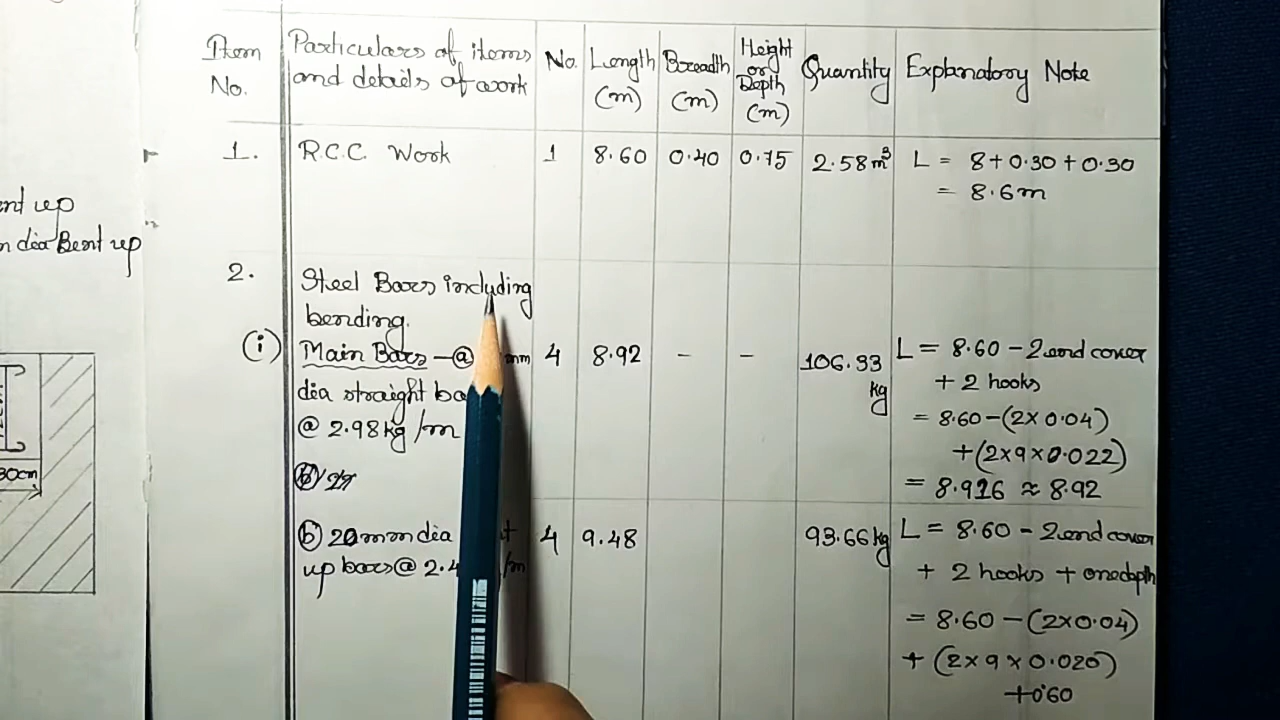 Item No.
Particulars of items and details of work
No.
Length (m)
Breadth (m)
Height or Depth (m)
Quantity
Explanatory Note
1.
R.C.C. Work
1
8.60
0.40
0.75
2.58m³
L = 8+0.30+0.30
= 8.6m
ent up
dia Bent up
30cm
2.
Steel Bars including
bending.
(i)
Main Bars - ⓐ mm
dia straight
@ 2.98kg/m
4
8.92
-
-
106.33
kg
L = 8.60 - 2 end cover
+ 2 hooks
= 8.60-(2×0.04)
+(2×9×0.022)
= 8.916 ≈ 8.92
ⓑ 20mm dia
up bars @ 2.4 /m
4
9.48
93.66kg
L = 8.60 - 2 end cover
+ 2 hooks + one depth
= 8.60 - (2×0.04)
+ (2×9×0.020)
+0.60